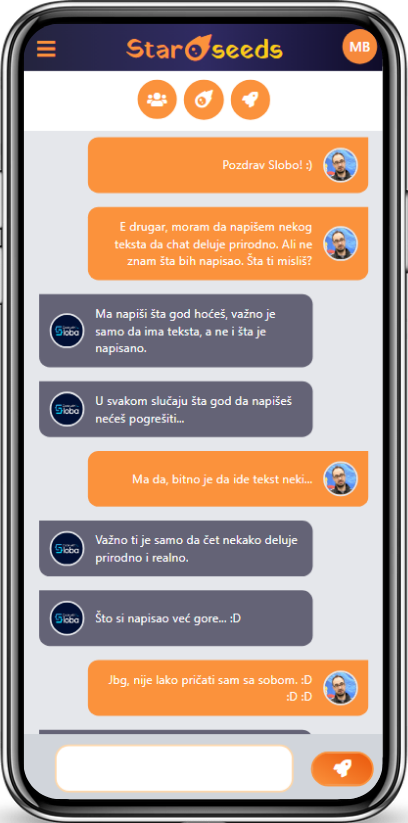 Starseeds
MB
Pozdrav Slobo! :)
E drugar, moram da napišem nekog
teksta da chat deluje prirodno. Ali ne
znam šta bih napisao. Šta ti misliš?
Ma napiši šta god hoćeš, važno je
samo da ima teksta, a ne i šta je
napisano.
U svakom slučaju šta god da napišeš
nećeš pogrešiti...
Ma da, bitno je da ide tekst neki...
Važno ti je samo da čet nekako deluje
prirodno i realno.
Što si napisao već gore... :D
Jbg, nije lako pričati sam sa sobom. :D
:D :D